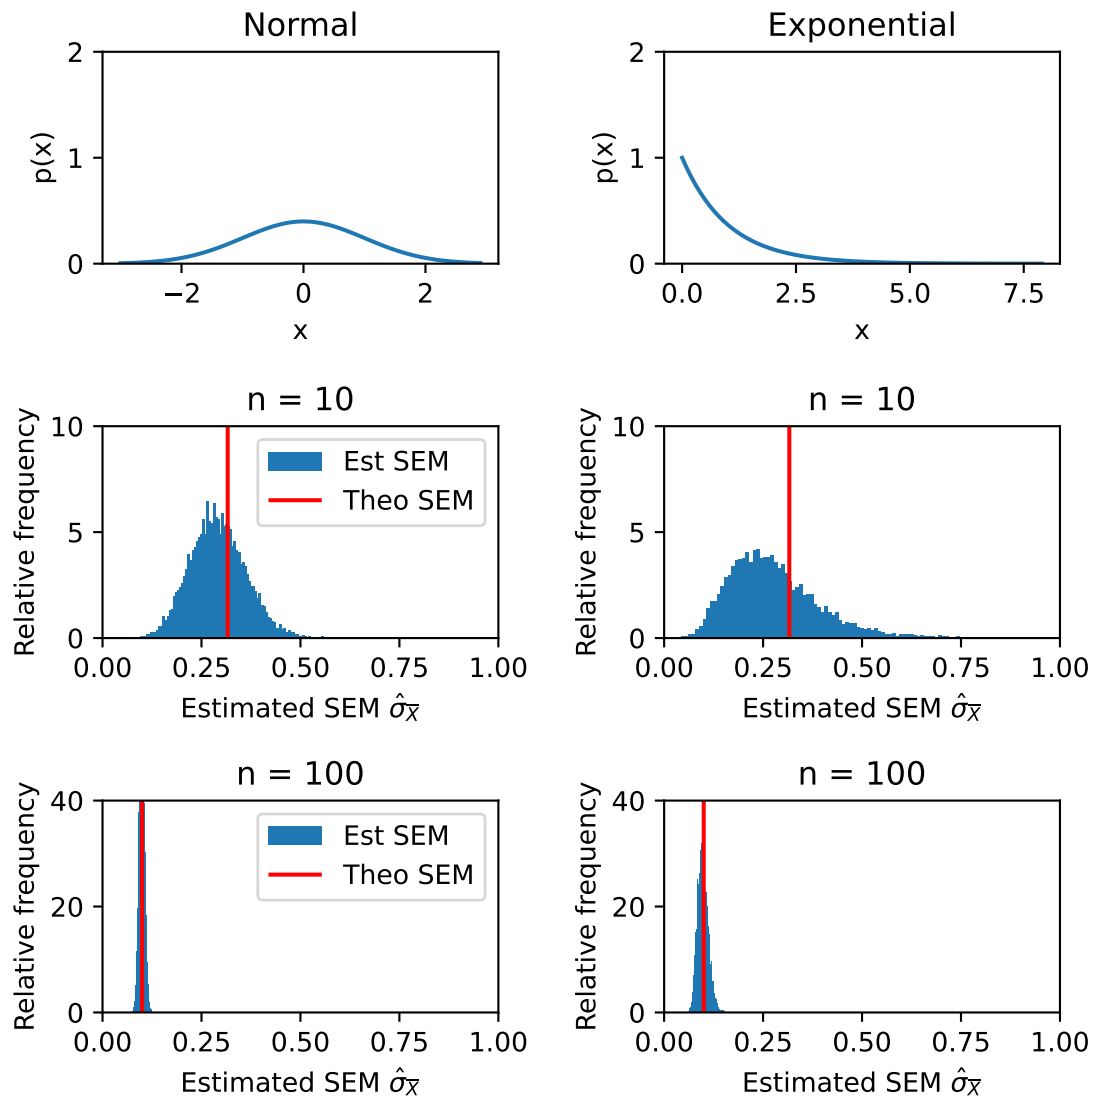 Normal
2
1
0
p(x)
−2 0 2
x
Exponential
2
1
0
p(x)
0.0 2.5 5.0 7.5
x
n = 10
10
5
0
Relative frequency
Est SEM
Theo SEM
0.00 0.25 0.50 0.75 1.00
Estimated SEM σ̂X̅
n = 10
10
5
0
Relative frequency
0.00 0.25 0.50 0.75 1.00
Estimated SEM σ̂X̅
n = 100
40
20
0
Relative frequency
Est SEM
Theo SEM
0.00 0.25 0.50 0.75 1.00
Estimated SEM σ̂X̅
n = 100
40
20
0
Relative frequency
0.00 0.25 0.50 0.75 1.00
Estimated SEM σ̂X̅